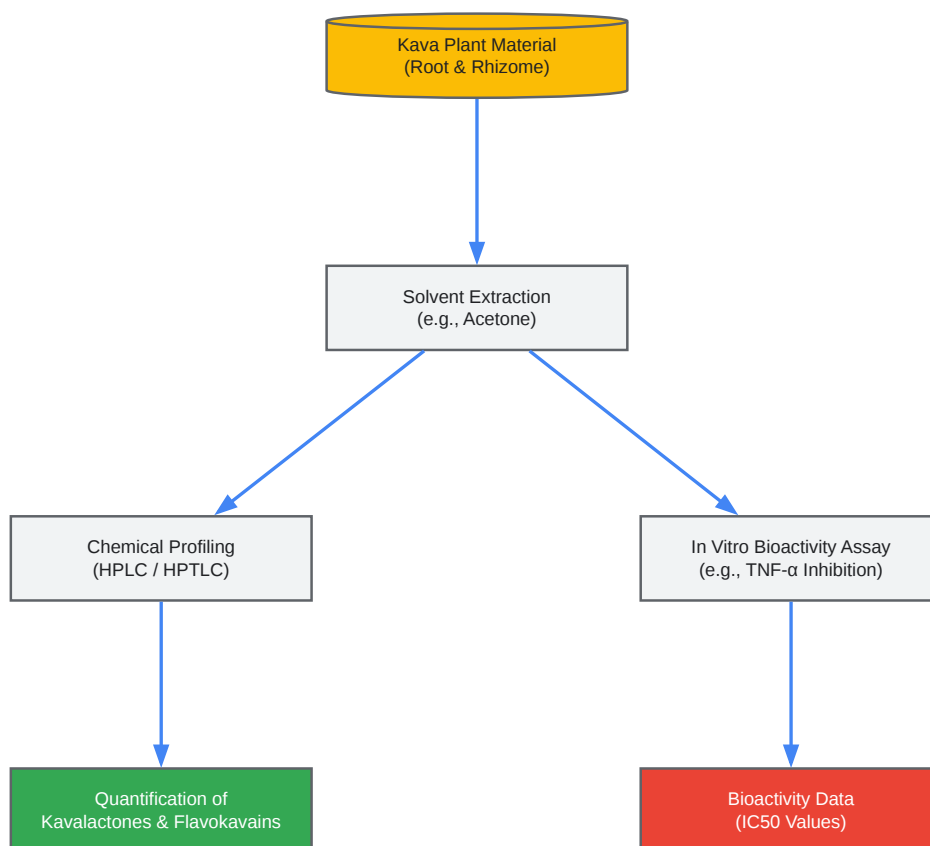 Kava Plant Material
(Root & Rhizome)
Solvent Extraction
(e.g., Acetone)
Chemical Profiling
(HPLC / HPTLC)
In Vitro Bioactivity Assay
(e.g., TNF-α Inhibition)
Quantification of
Kavalactones & Flavokavains
Bioactivity Data
(IC50 Values)